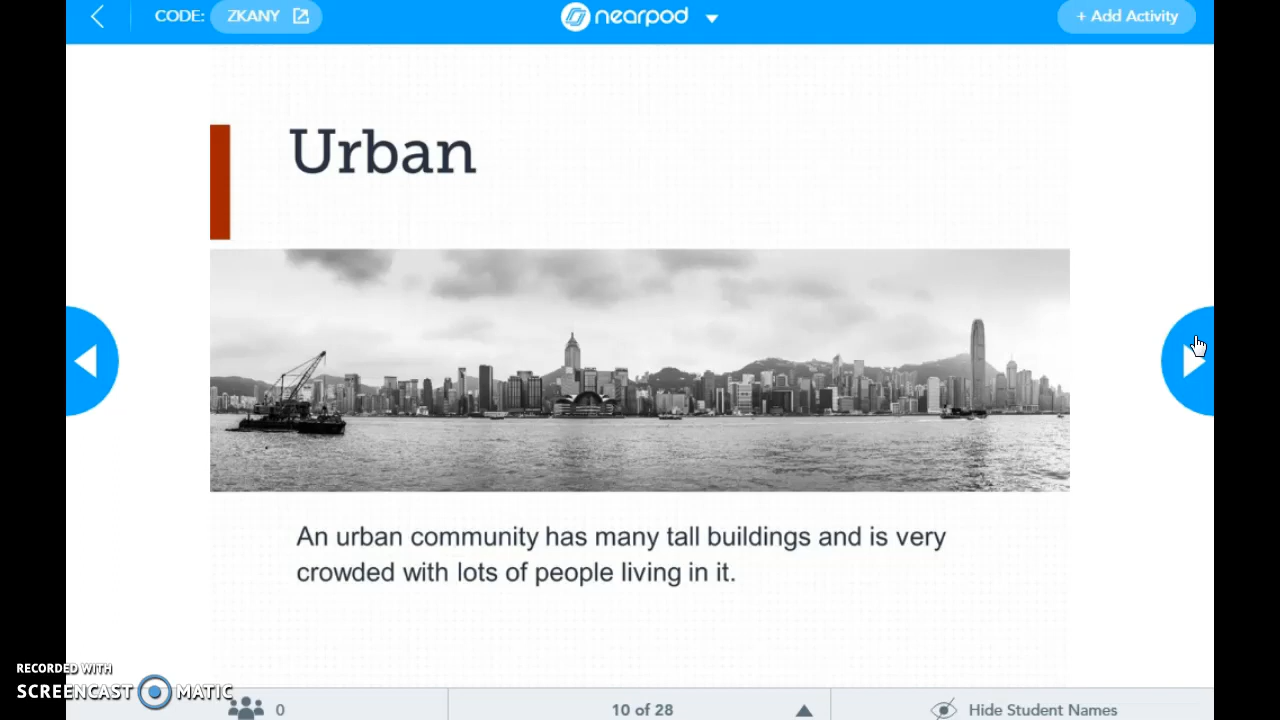 CODE: ZKANY
nearpod
+ Add Activity
Urban
An urban community has many tall buildings and is very
crowded with lots of people living in it.
RECORDED WITH
SCREENCAST MATIC
0
10 of 28
Hide Student Names